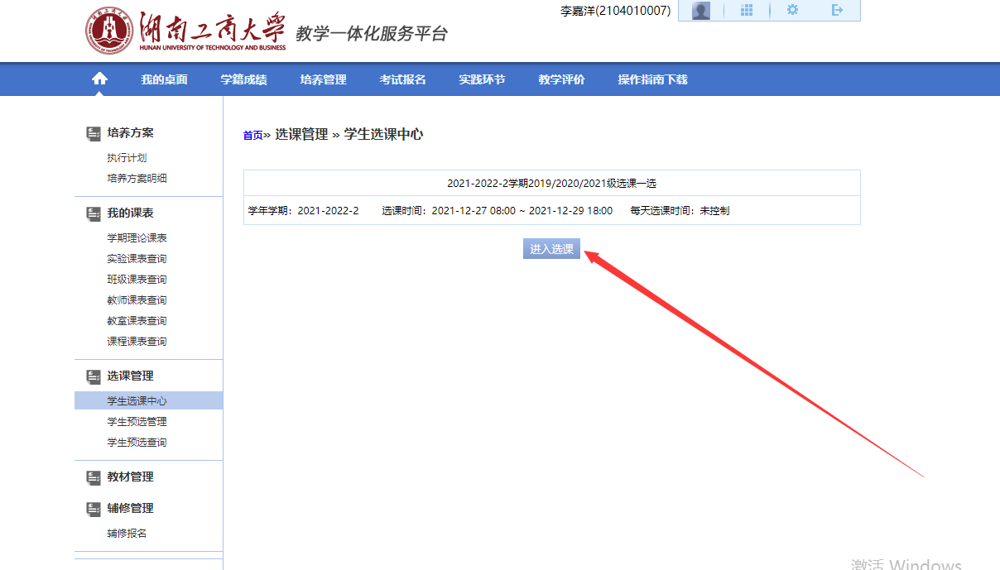 湖南工商大学
HUNAN UNIVERSITY OF TECHNOLOGY AND BUSINESS
教学一体化服务平台
李嘉洋(2104010007)
我的桌面 学籍成绩 培养管理 考试报名 实践环节 教学评价 操作指南下载
培养方案
执行计划
培养方案明细
我的课表
学期理论课表
实验课表查询
班级课表查询
教师课表查询
教室课表查询
课程课表查询
选课管理
学生选课中心
学生预选管理
学生预选查询
教材管理
辅修管理
辅修报名
首页» 选课管理 » 学生选课中心
2021-2022-2学期2019/2020/2021级选课一选
学年学期：2021-2022-2 选课时间：2021-12-27 08:00 ~ 2021-12-29 18:00 每天选课时间：未控制
进入选课
激活 Windows